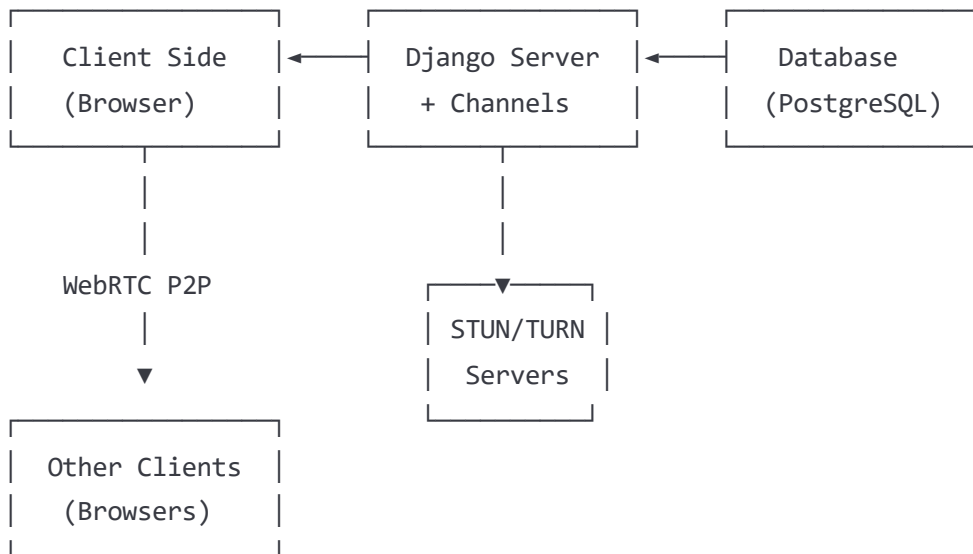 Client Side
(Browser)
Django Server
+ Channels
Database
(PostgreSQL)
WebRTC P2P
STUN/TURN
Servers
Other Clients
(Browsers)